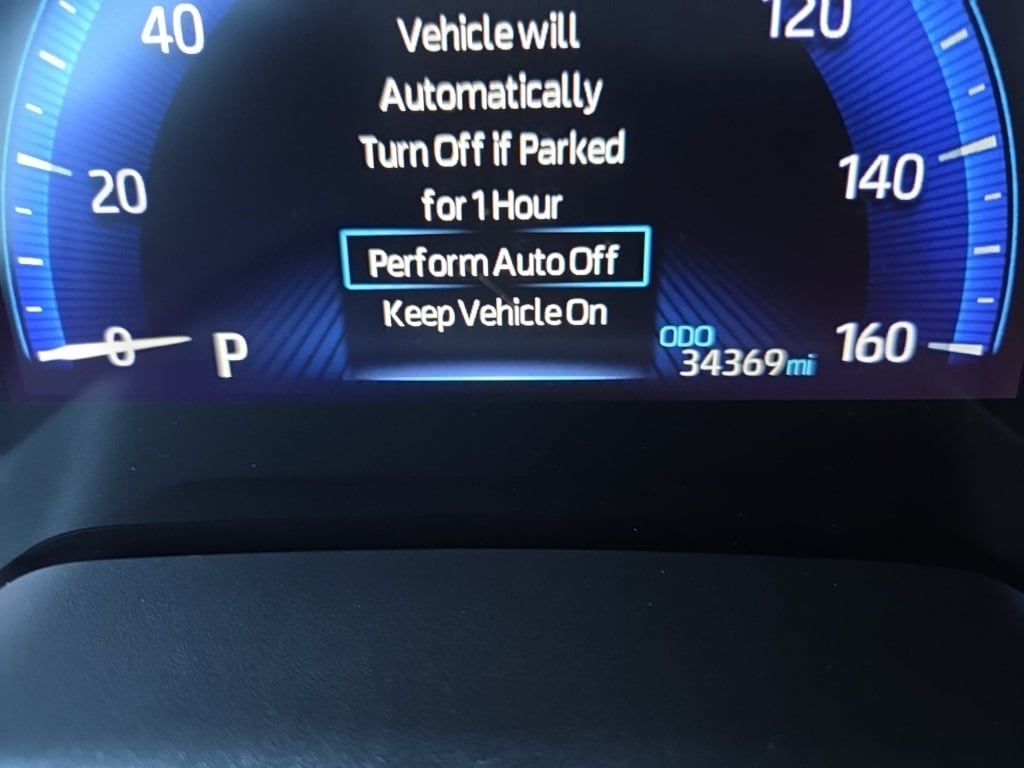 40
120
Vehicle will
Automatically
Turn Off if Parked
for 1 Hour
20
140
Perform Auto Off
Keep Vehicle On
0
P
ODO
34369mi
160